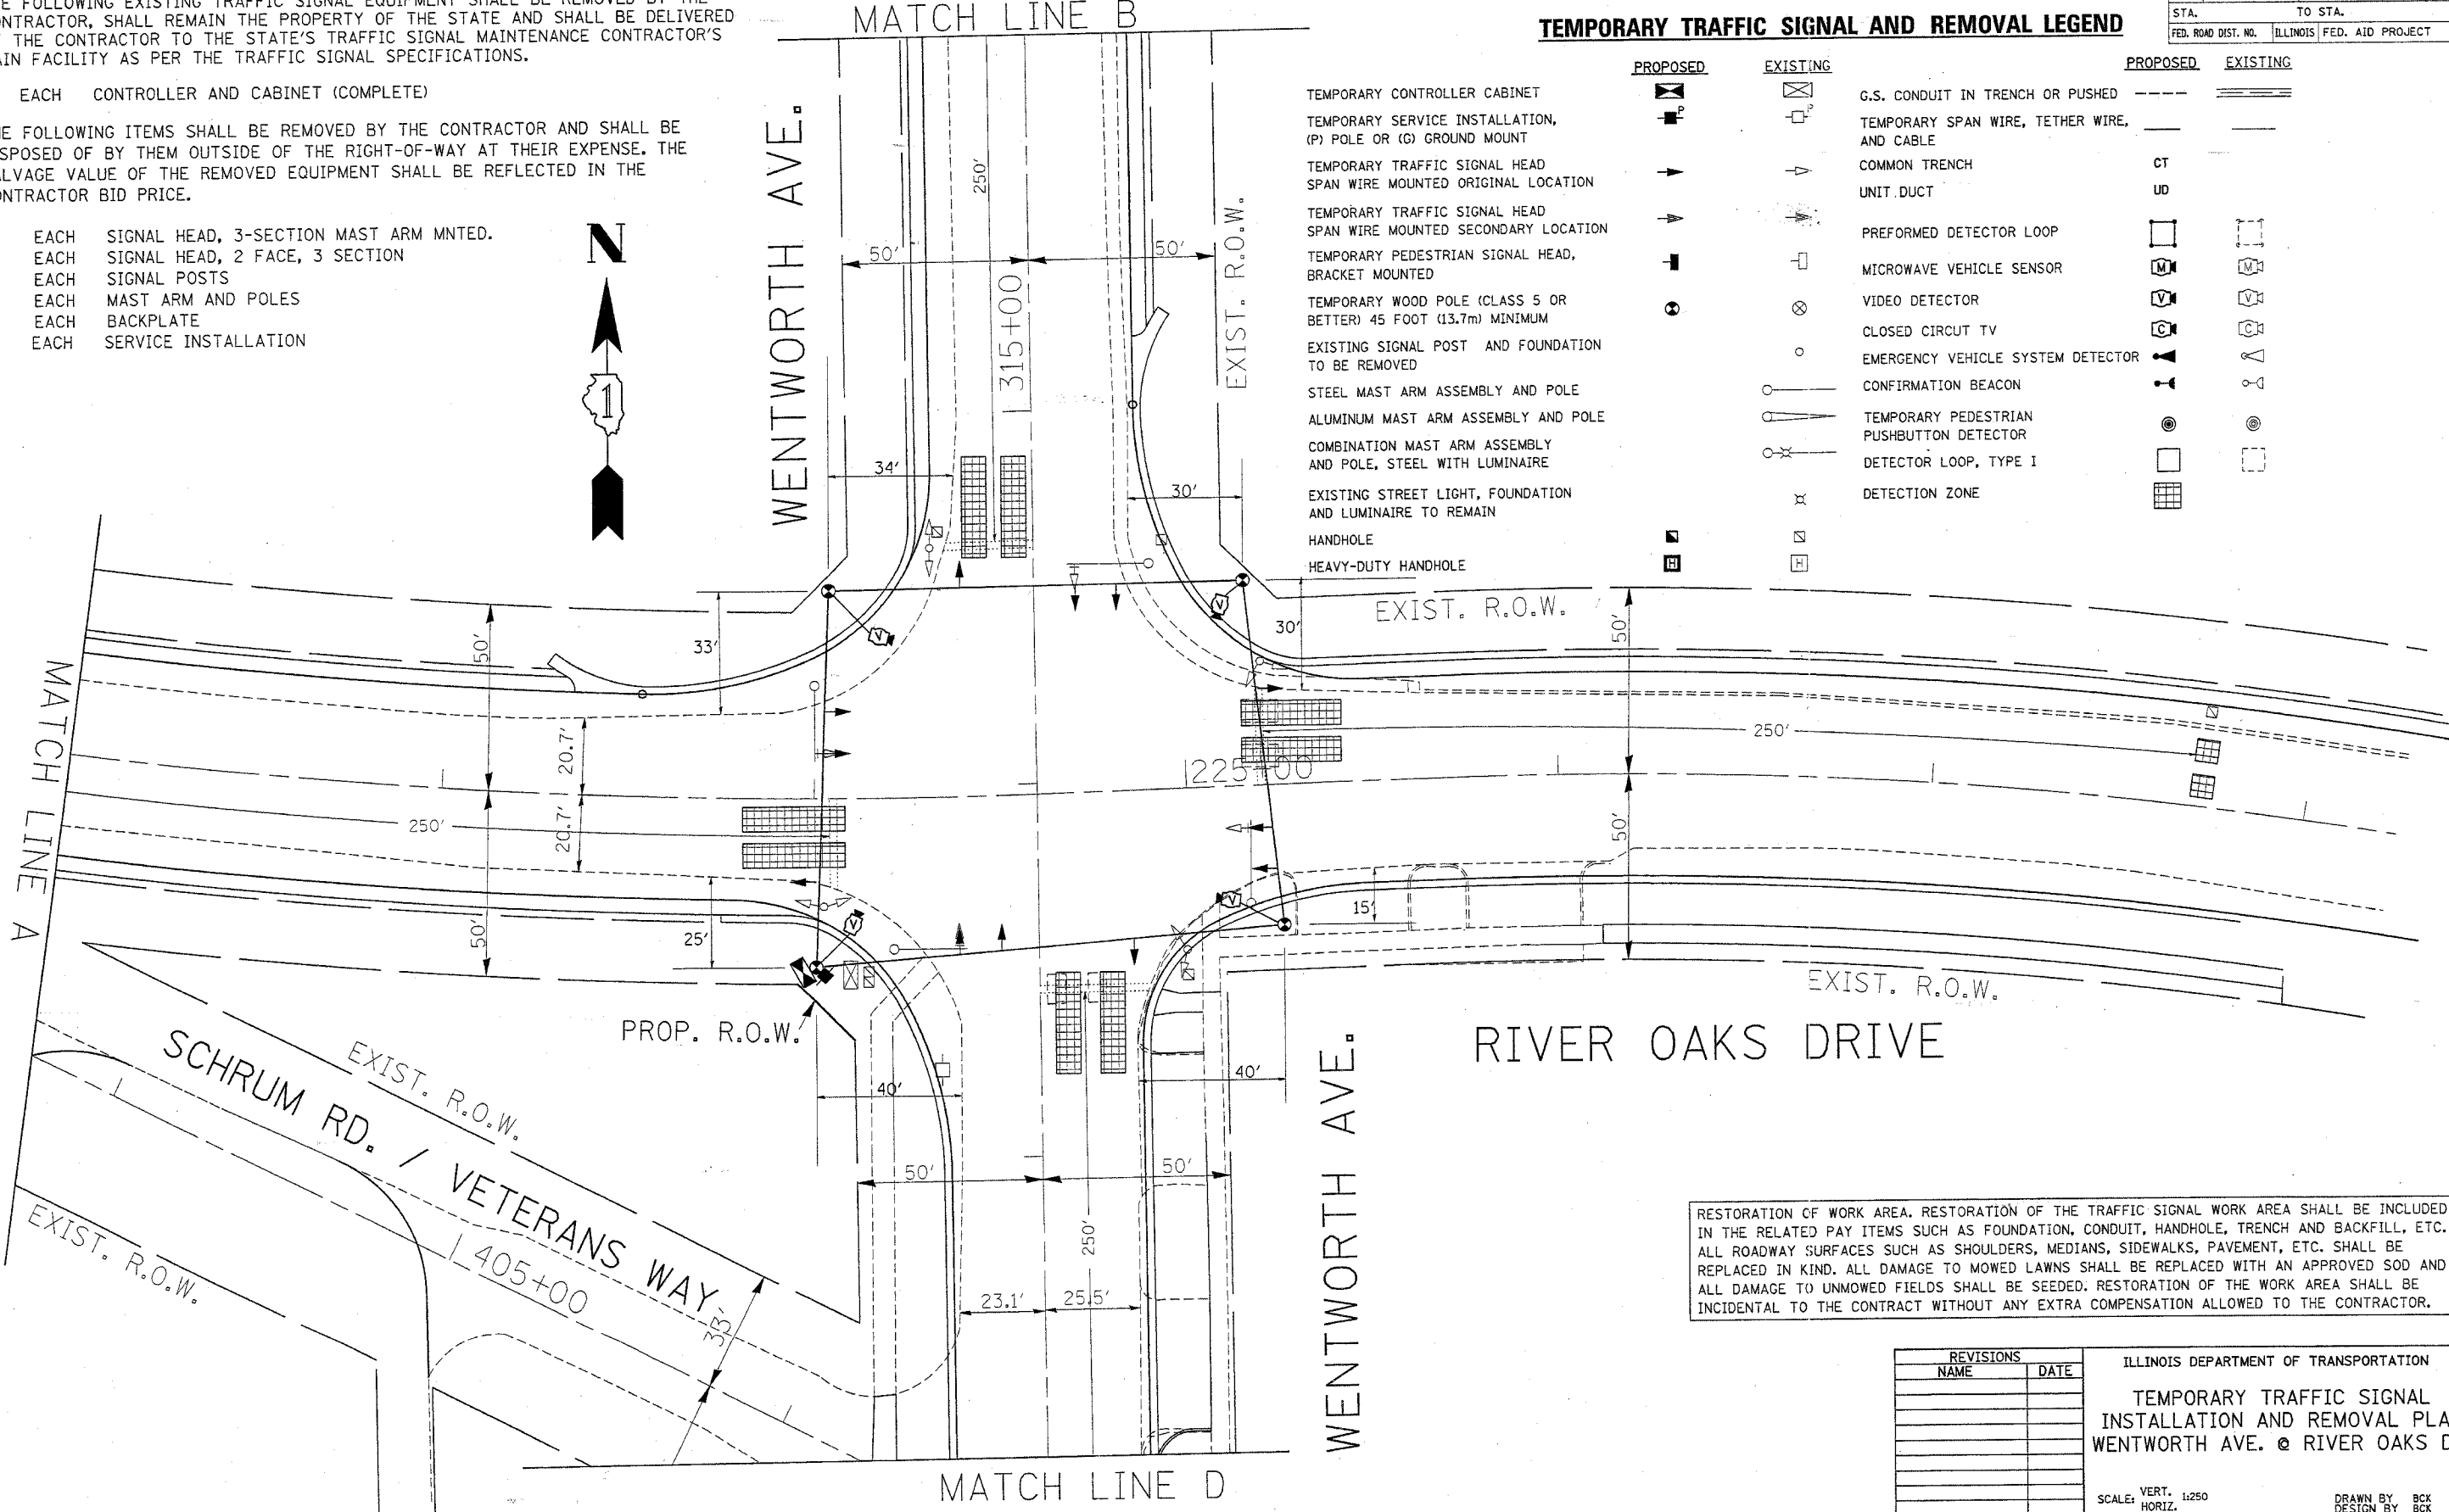 FOLLOWING EXISTING TRAFFIC SIGNAL EQUIPMENT SHALL BE REMOVED BY THE
SHALL REMAIN THE PROPERTY OF THE STATE AND SHALL BE DELIVERED
THE CONTRACTOR TO THE STATE'S TRAFFIC SIGNAL MAINTENANCE CONTRACTOR'S
FACILITY AS PER THE TRAFFIC SIGNAL SPECIFICATIONS.
EACH CONTROLLER AND CABINET (COMPLETE)
FOLLOWING ITEMS SHALL BE REMOVED BY THE CONTRACTOR AND SHALL BE
OF BY THEM OUTSIDE OF THE RIGHT-OF-WAY AT THEIR EXPENSE. THE
VALUE OF THE REMOVED EQUIPMENT SHALL BE REFLECTED IN THE
BID PRICE.
EACH SIGNAL HEAD, 3-SECTION MAST ARM MNTED.
EACH SIGNAL HEAD, 2 FACE, 3 SECTION
EACH SIGNAL POSTS
EACH MAST ARM AND POLES
EACH BACKPLATE
EACH SERVICE INSTALLATION
N
1
MATCH LINE B
WENTWORTH AVE.
250'
50'
50'
315+00
EXIST. R.O.W.
34'
30'
TEMPORARY TRAFFIC SIGNAL AND REMOVAL LEGEND
STA. TO STA.
FED. ROAD DIST. NO. ILLINOIS FED. AID PROJECT
PROPOSED EXISTING
TEMPORARY CONTROLLER CABINET
TEMPORARY SERVICE INSTALLATION, P P
(P) POLE OR (G) GROUND MOUNT
TEMPORARY TRAFFIC SIGNAL HEAD
SPAN WIRE MOUNTED ORIGINAL LOCATION
TEMPORARY TRAFFIC SIGNAL HEAD
SPAN WIRE MOUNTED SECONDARY LOCATION
TEMPORARY PEDESTRIAN SIGNAL HEAD,
BRACKET MOUNTED
TEMPORARY WOOD POLE (CLASS 5 OR
BETTER) 45 FOOT (13.7m) MINIMUM
EXISTING SIGNAL POST AND FOUNDATION
TO BE REMOVED
STEEL MAST ARM ASSEMBLY AND POLE
ALUMINUM MAST ARM ASSEMBLY AND POLE
COMBINATION MAST ARM ASSEMBLY
AND POLE, STEEL WITH LUMINAIRE
EXISTING STREET LIGHT, FOUNDATION
AND LUMINAIRE TO REMAIN
HANDHOLE
HEAVY-DUTY HANDHOLE H H
PROPOSED EXISTING
G.S. CONDUIT IN TRENCH OR PUSHED
TEMPORARY SPAN WIRE, TETHER WIRE,
AND CABLE
COMMON TRENCH CT
UNIT DUCT UD
PREFORMED DETECTOR LOOP
MICROWAVE VEHICLE SENSOR M M
VIDEO DETECTOR V V
CLOSED CIRCUT TV C C
EMERGENCY VEHICLE SYSTEM DETECTOR
CONFIRMATION BEACON
TEMPORARY PEDESTRIAN
PUSHBUTTON DETECTOR
DETECTOR LOOP, TYPE I
DETECTION ZONE
MATCH LINE A
50'
33'
V
V
30'
EXIST. R.O.W.
50'
20.7'
250'
225+00
250'
20.7'
50'
50'
25'
V
V
15'
EXIST. R.O.W.
PROP. R.O.W.
RIVER OAKS DRIVE
SCHRUM RD. / VETERANS WAY
EXIST. R.O.W.
EXIST. R.O.W.
405+00
33'
40'
40'
50'
50'
250'
23.1'
25.5'
WENTWORTH AVE.
MATCH LINE D
RESTORATION OF WORK AREA. RESTORATION OF THE TRAFFIC SIGNAL WORK AREA SHALL BE INCLUDED
IN THE RELATED PAY ITEMS SUCH AS FOUNDATION, CONDUIT, HANDHOLE, TRENCH AND BACKFILL, ETC.
ALL ROADWAY SURFACES SUCH AS SHOULDERS, MEDIANS, SIDEWALKS, PAVEMENT, ETC. SHALL BE
REPLACED IN KIND. ALL DAMAGE TO MOWED LAWNS SHALL BE REPLACED WITH AN APPROVED SOD AND
ALL DAMAGE TO UNMOWED FIELDS SHALL BE SEEDED. RESTORATION OF THE WORK AREA SHALL BE
INCIDENTAL TO THE CONTRACT WITHOUT ANY EXTRA COMPENSATION ALLOWED TO THE CONTRACTOR.
REVISIONS
NAME DATE
ILLINOIS DEPARTMENT OF TRANSPORTATION
TEMPORARY TRAFFIC SIGNAL
INSTALLATION AND REMOVAL PLA
WENTWORTH AVE. @ RIVER OAKS D
SCALE: VERT. 1:250
HORIZ.
DRAWN BY BCK
DESIGN BY BCK